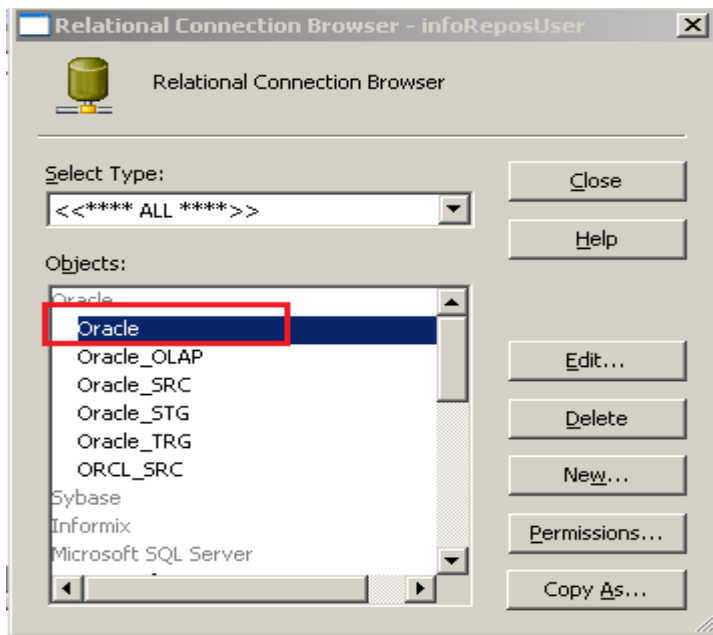 Relational Connection Browser - infoReposUser
Relational Connection Browser
Select Type:
<<**** ALL ****>>
Close
Help
Objects:
Oracle
Oracle
Oracle_OLAP
Oracle_SRC
Oracle_STG
Oracle_TRG
ORCL_SRC
Sybase
Informix
Microsoft SQL Server
Edit...
Delete
New...
Permissions...
Copy As...